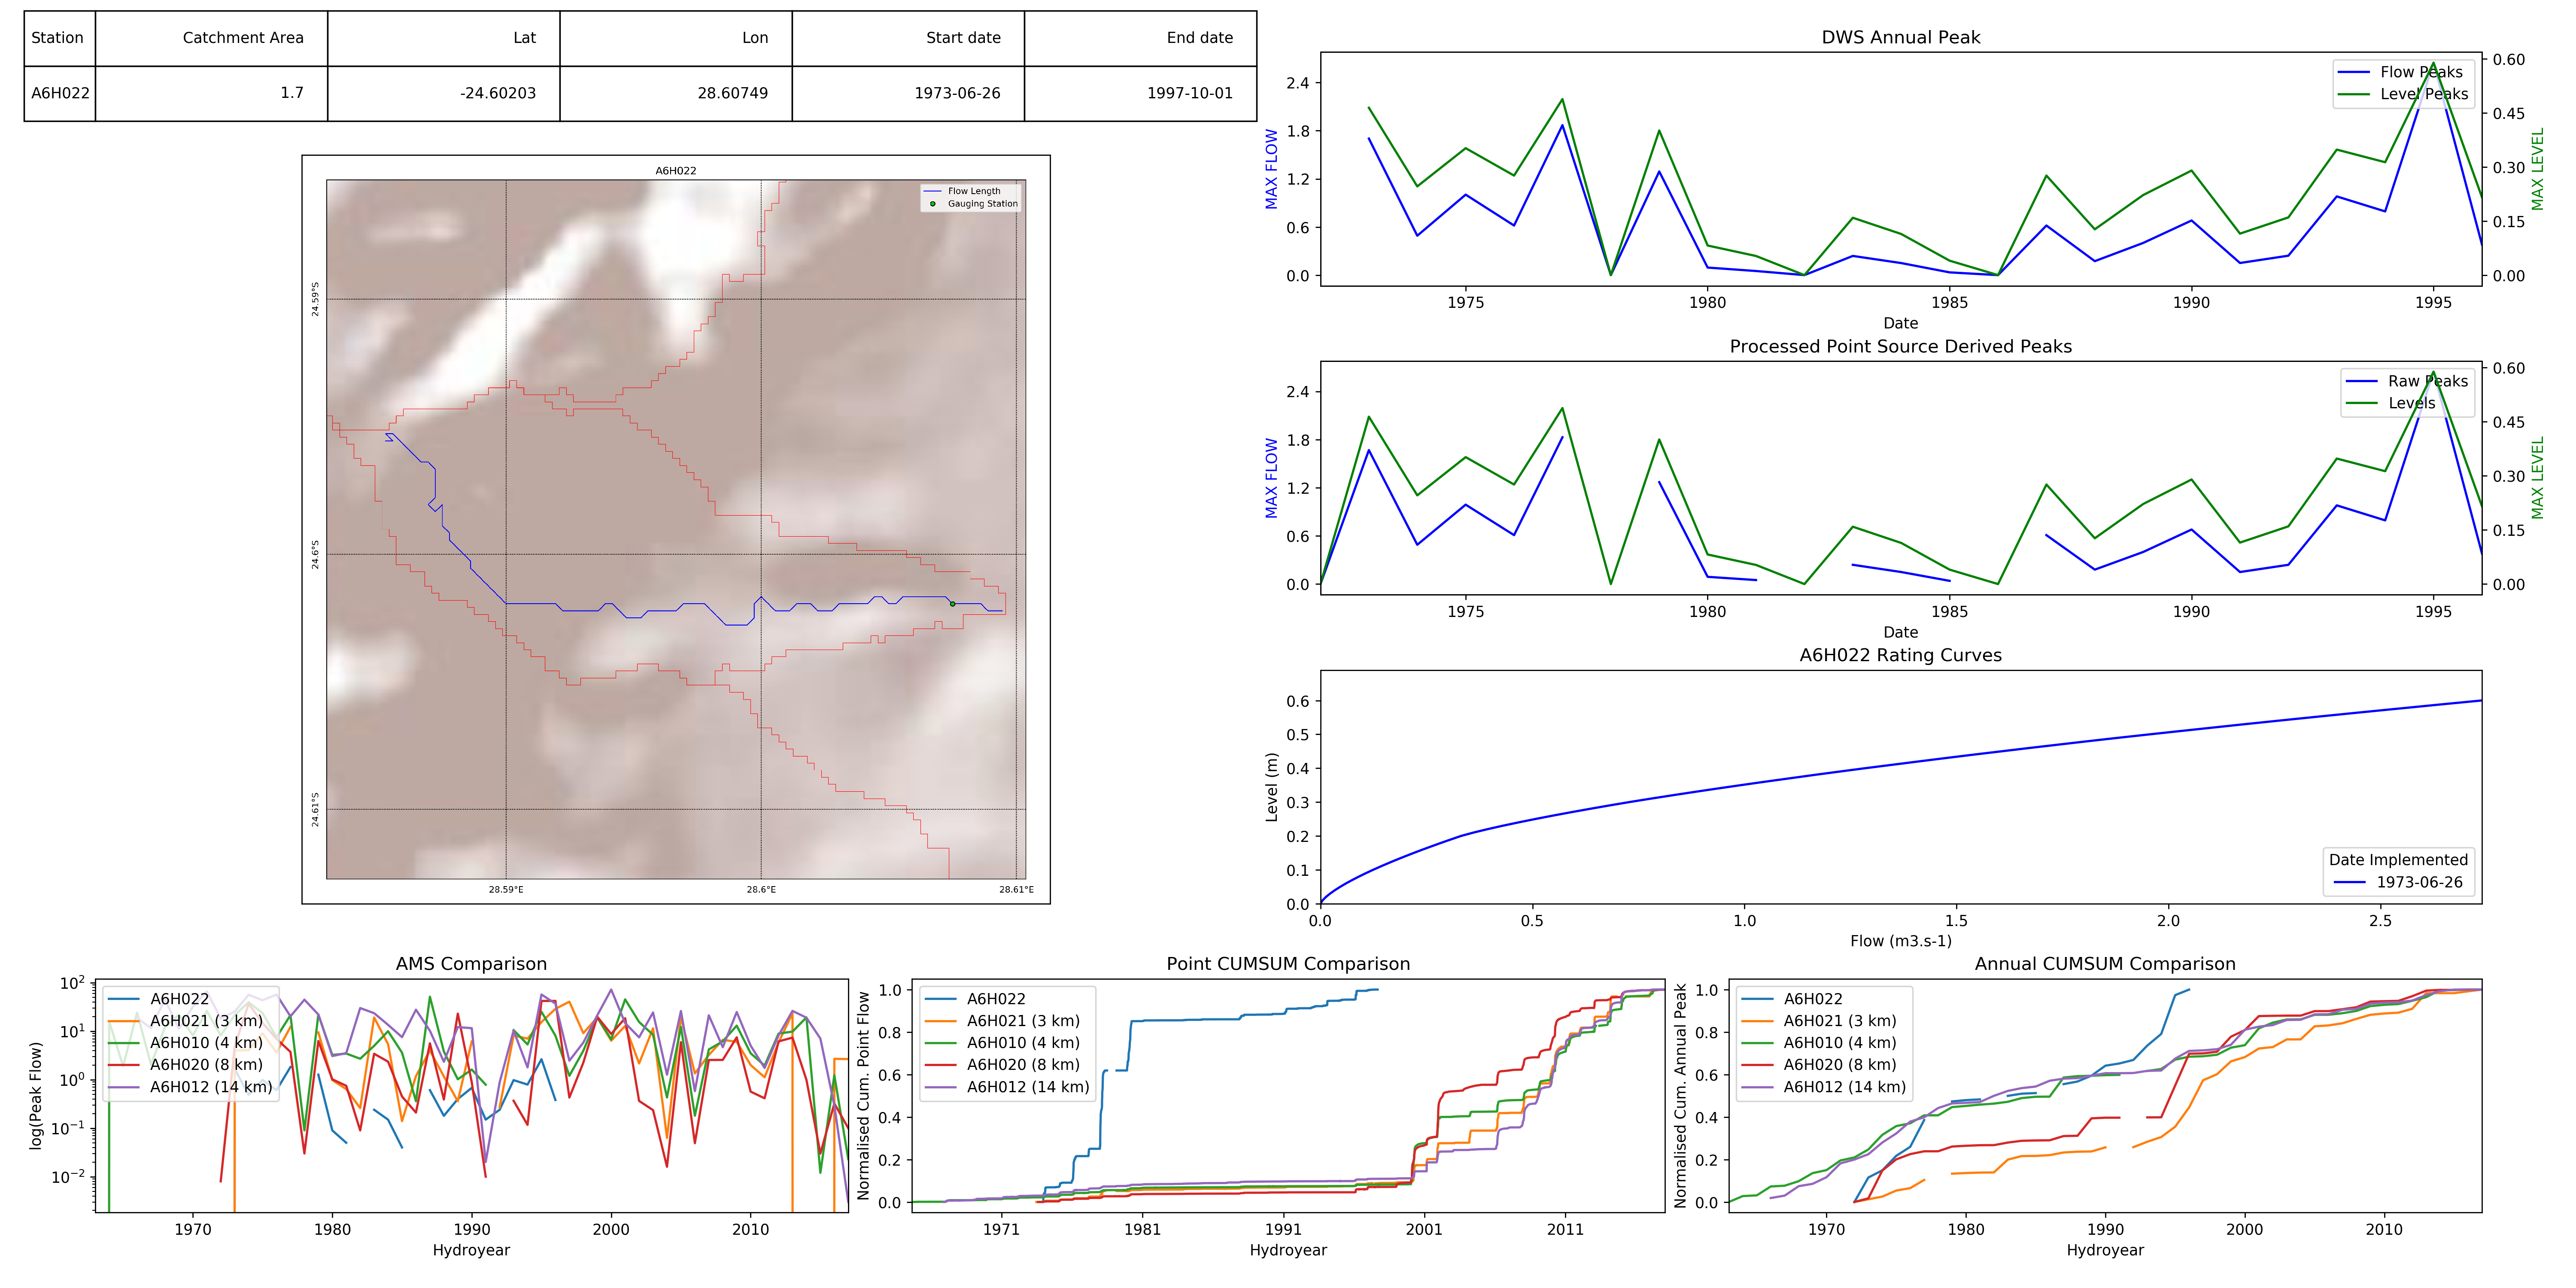 Station Catchment Area Lat Lon Start date End date
A6H022 1.7 -24.60203 28.60749 1973-06-26 1997-10-01
A6H022
Flow Length
Gauging Station
24.59°S
24.6°S
24.61°S
28.59°E 28.6°E 28.61°E
DWS Annual Peak
Flow Peaks
Level Peaks
MAX FLOW
2.4
1.8
1.2
0.6
0.0
0.60
0.45
0.30
0.15
0.00
MAX LEVEL
1975 1980 1985 1990 1995
Date
Processed Point Source Derived Peaks
Raw Peaks
Levels
MAX FLOW
2.4
1.8
1.2
0.6
0.0
0.60
0.45
0.30
0.15
0.00
MAX LEVEL
1975 1980 1985 1990 1995
Date
A6H022 Rating Curves
Level (m)
0.6
0.5
0.4
0.3
0.2
0.1
0.0
Date Implemented
1973-06-26
0.0 0.5 1.0 1.5 2.0 2.5
Flow (m3.s-1)
AMS Comparison
log(Peak Flow)
10²
10¹
10⁰
10⁻¹
10⁻²
A6H022
A6H021 (3 km)
A6H010 (4 km)
A6H020 (8 km)
A6H012 (14 km)
1970 1980 1990 2000 2010
Hydroyear
Point CUMSUM Comparison
Normalised Cum. Point Flow
1.0
0.8
0.6
0.4
0.2
0.0
A6H022
A6H021 (3 km)
A6H010 (4 km)
A6H020 (8 km)
A6H012 (14 km)
1971 1981 1991 2001 2011
Hydroyear
Annual CUMSUM Comparison
Normalised Cum. Annual Peak
1.0
0.8
0.6
0.4
0.2
0.0
A6H022
A6H021 (3 km)
A6H010 (4 km)
A6H020 (8 km)
A6H012 (14 km)
1970 1980 1990 2000 2010
Hydroyear